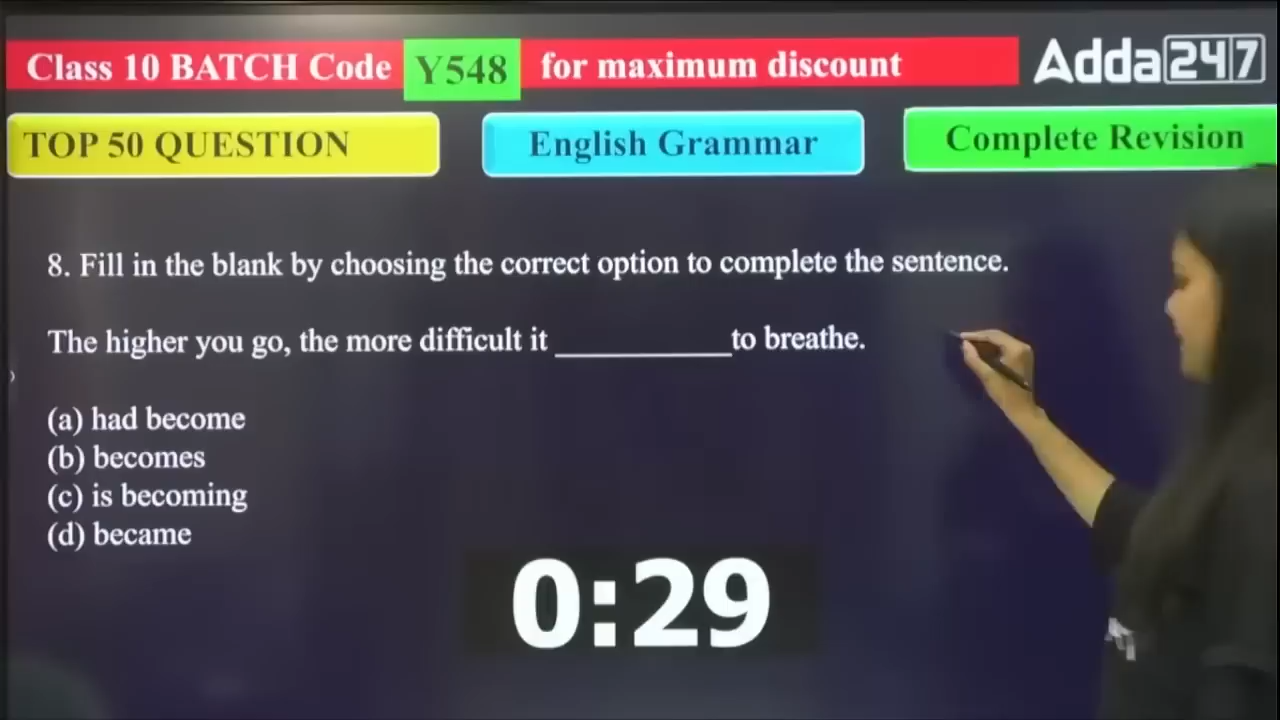 Class 10 BATCH Code Y548 for maximum discount
Adda247
TOP 50 QUESTION
English Grammar
Complete Revision
8. Fill in the blank by choosing the correct option to complete the sentence.
The higher you go, the more difficult it ____________to breathe.
(a) had become
(b) becomes
(c) is becoming
(d) became
0:29